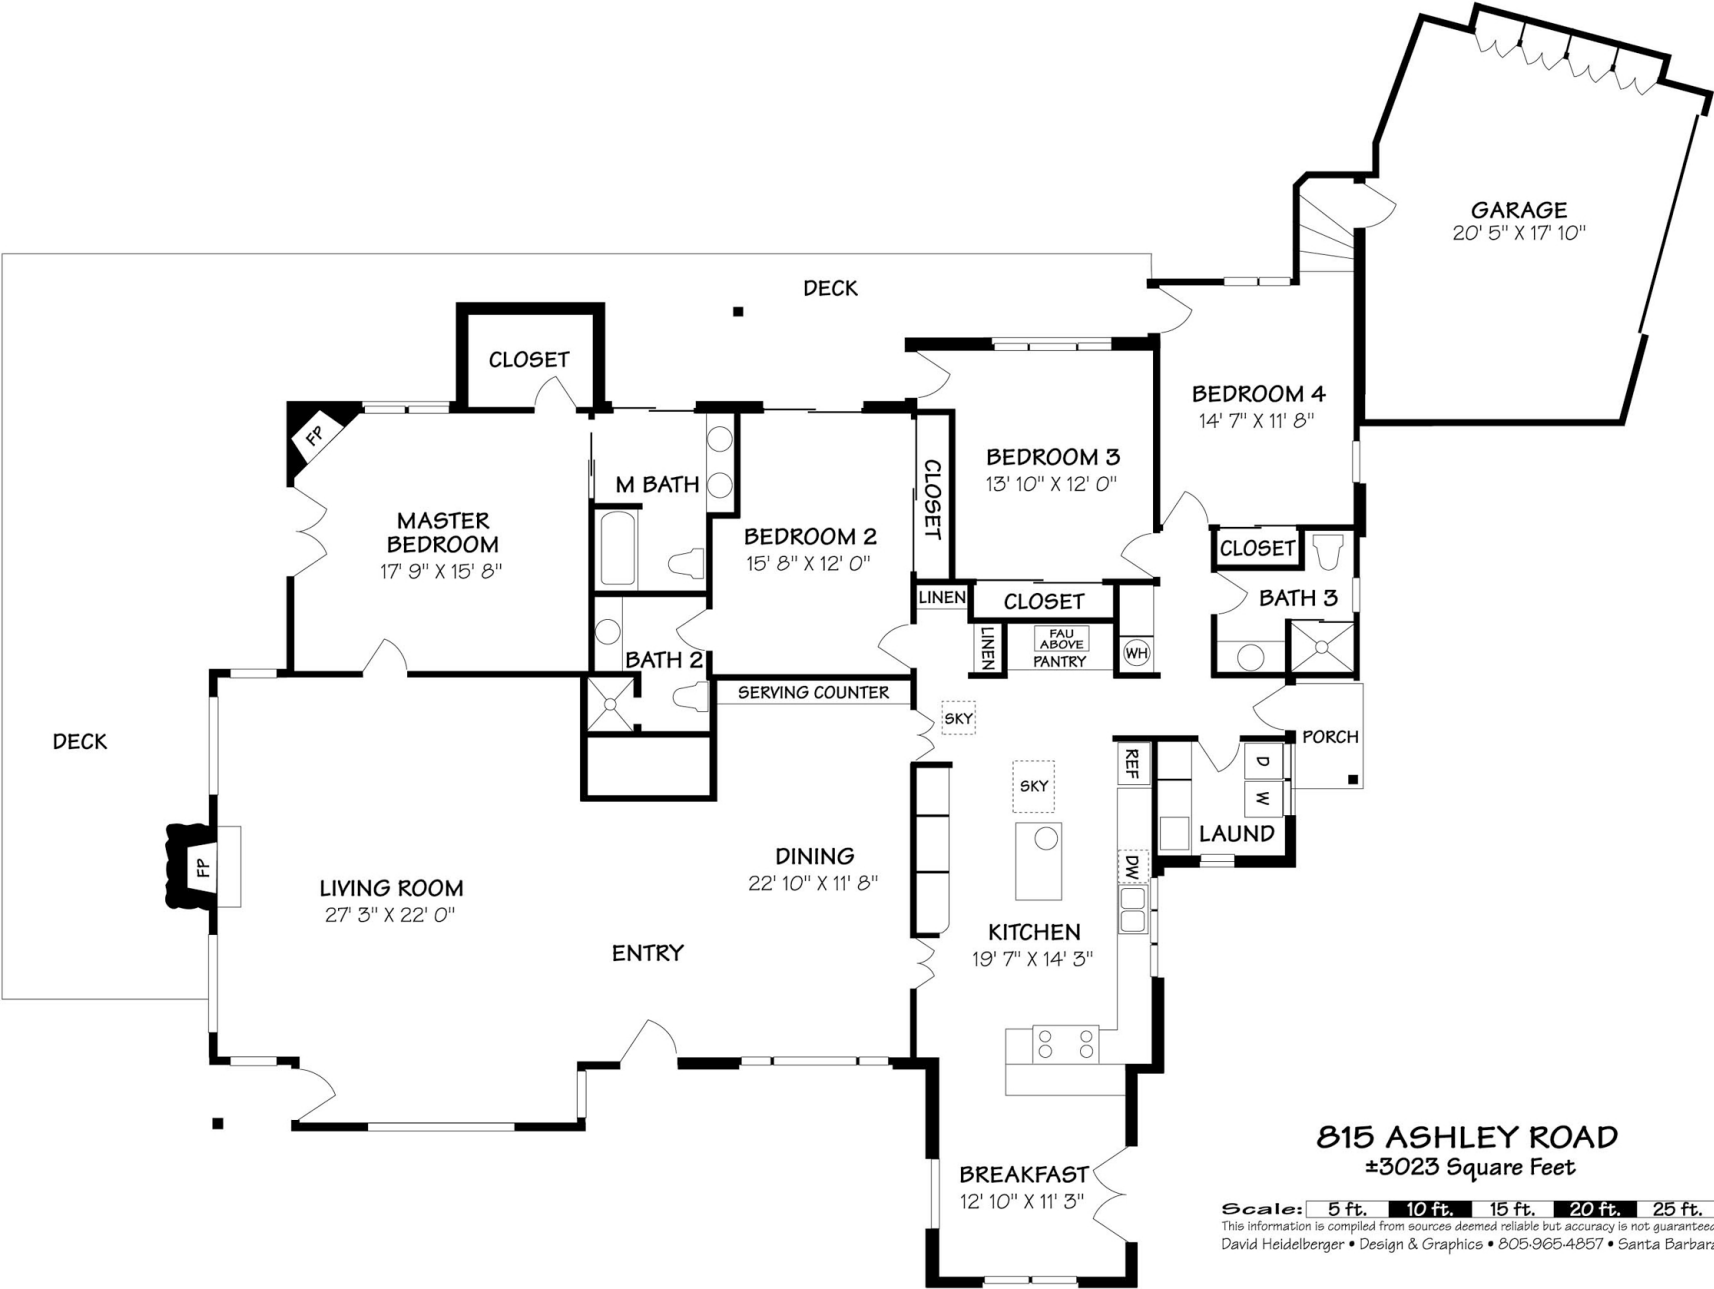 GARAGE
20' 5" X 17' 10"
DECK
CLOSET
BEDROOM 4
14' 7" X 11' 8"
FP
BEDROOM 3
13' 10" X 12' 0"
CLOSET
M BATH
MASTER
BEDROOM
17' 9" X 15' 8"
BEDROOM 2
15' 8" X 12' 0"
CLOSET
BATH 3
LINEN
CLOSET
LINEN
FAU
ABOVE
PANTRY
WH
BATH 2
SERVING COUNTER
SKY
DECK
PORCH
REF
D
W
SKY
LAUND
FP
DINING
22' 10" X 11' 8"
DW
LIVING ROOM
27' 3" X 22' 0"
KITCHEN
19' 7" X 14' 3"
ENTRY
BREAKFAST
12' 10" X 11' 3"
815 ASHLEY ROAD
±3023 Square Feet
Scale: 5 ft. 10 ft. 15 ft. 20 ft. 25 ft.
This information is compiled from sources deemed reliable but accuracy is not guaranteed
David Heidelberger • Design & Graphics • 805·965·4857 • Santa Barbara